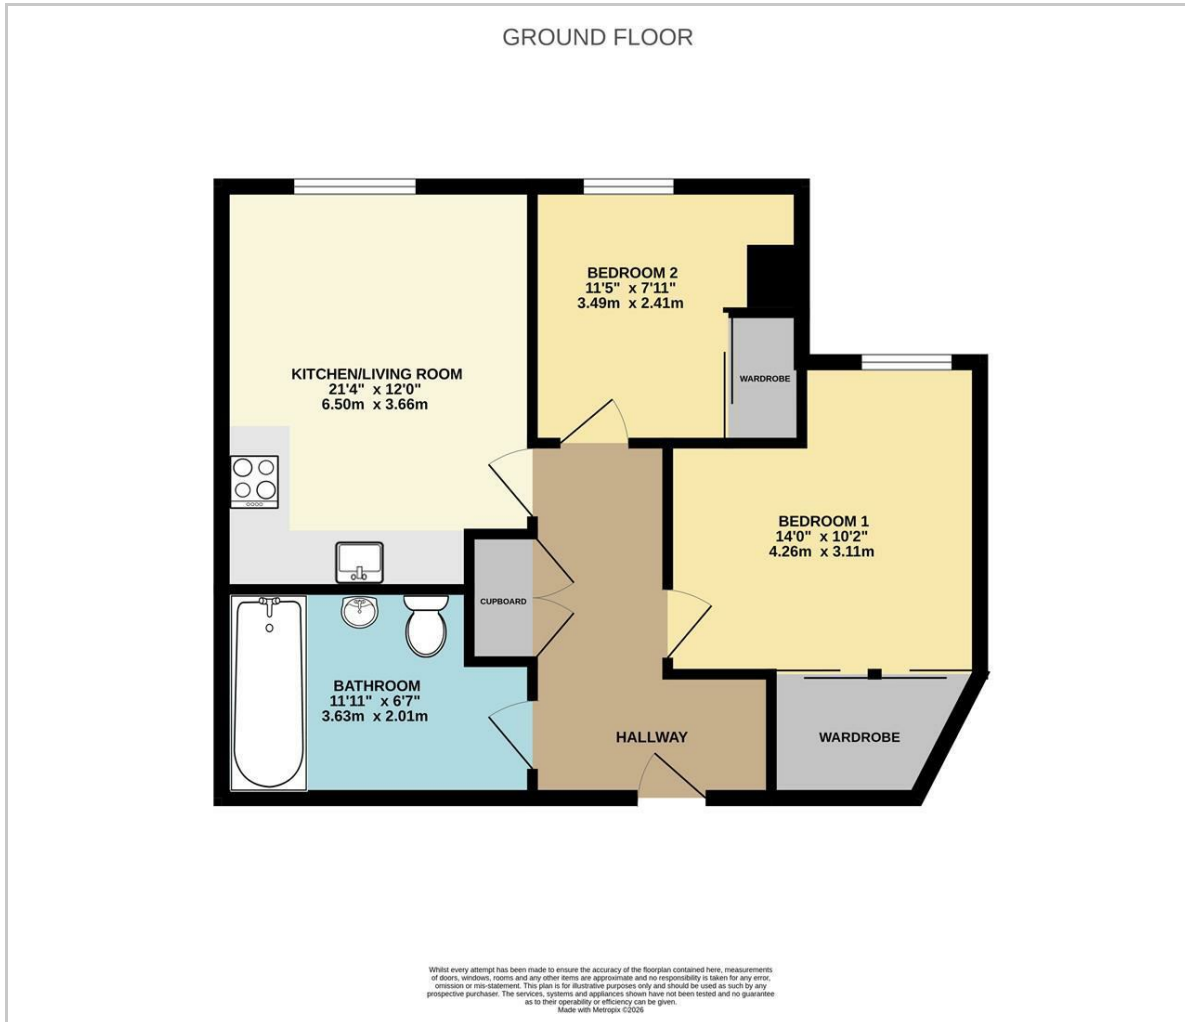 GROUND FLOOR
BEDROOM 2
11'5" x 7'11"
3.49m x 2.41m
KITCHEN/LIVING ROOM
21'4" x 12'0"
6.50m x 3.66m
WARDROBE
BEDROOM 1
14'0" x 10'2"
4.26m x 3.11m
CUPBOARD
BATHROOM
11'11" x 6'7"
3.63m x 2.01m
HALLWAY
WARDROBE
Whilst every attempt has been made to ensure the accuracy of the floorplan contained here, measurements
of doors, windows, rooms and any other items are approximate and no responsibility is taken for any error,
omission or mis-statement. This plan is for illustrative purposes only and should be used as such by any
prospective purchaser. The services, systems and appliances shown have not been tested and no guarantee
as to their operability or efficiency can be given.
Made with Metropix ©2026